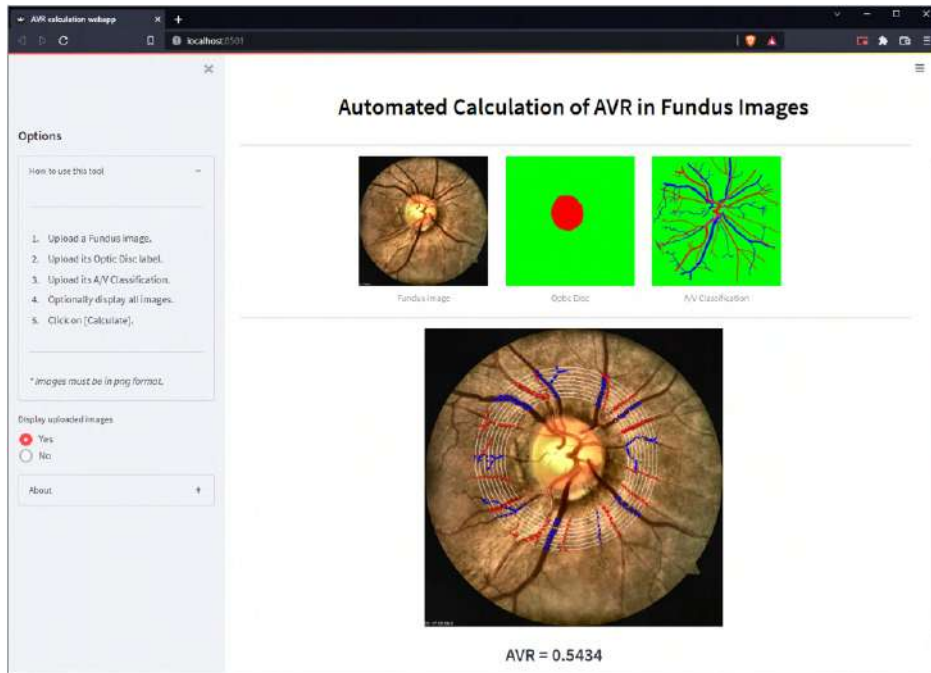 AVR calculation webapp
localhost:8501
Automated Calculation of AVR in Fundus Images
Options
How to use this tool
1. Upload a Fundus image.
2. Upload its Optic Disc label.
3. Upload its A/V Classification.
4. Optionally display all images.
5. Click on [Calculate].
* Images must be in png format.
Display uploaded images
Yes
No
About
Fundus Image
Optic Disc
A/V Classification
AVR = 0.5434